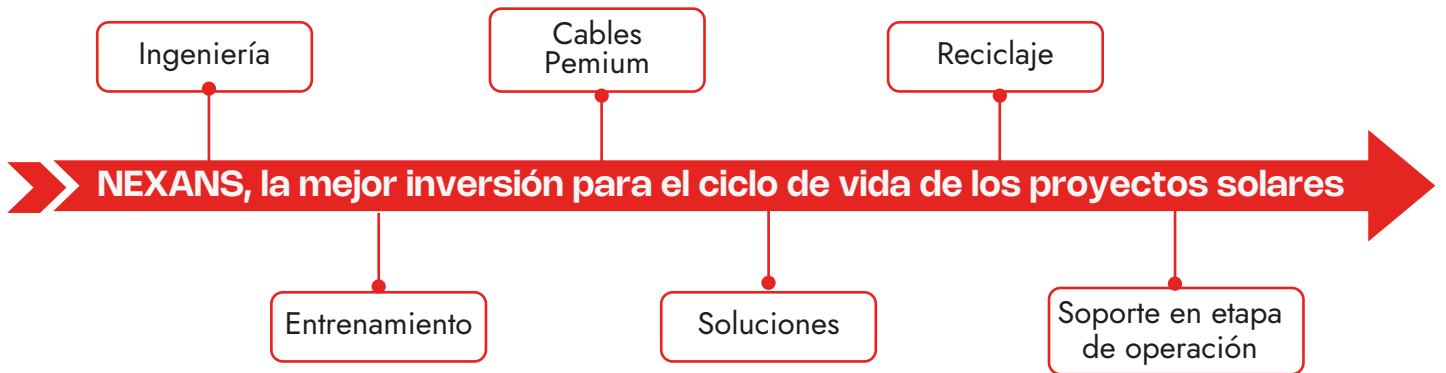 Ingeniería
Cables
Pemium
Reciclaje
NEXANS, la mejor inversión para el ciclo de vida de los proyectos solares
Entrenamiento
Soluciones
Soporte en etapa
de operación